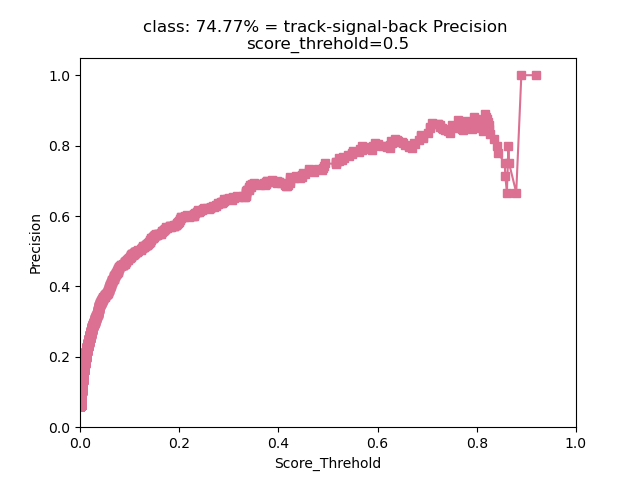 class: 74.77% = track-signal-back Precision
score_threhold=0.5
1.0
0.8
0.6
0.4
0.2
0.0
Precision
0.0 0.2 0.4 0.6 0.8 1.0
Score_Threhold